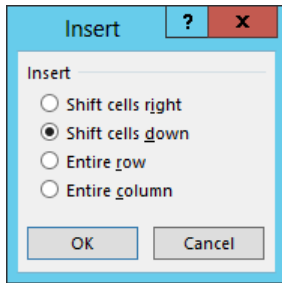 Insert ? x
Insert
Shift cells right
Shift cells down
Entire row
Entire column
OK Cancel